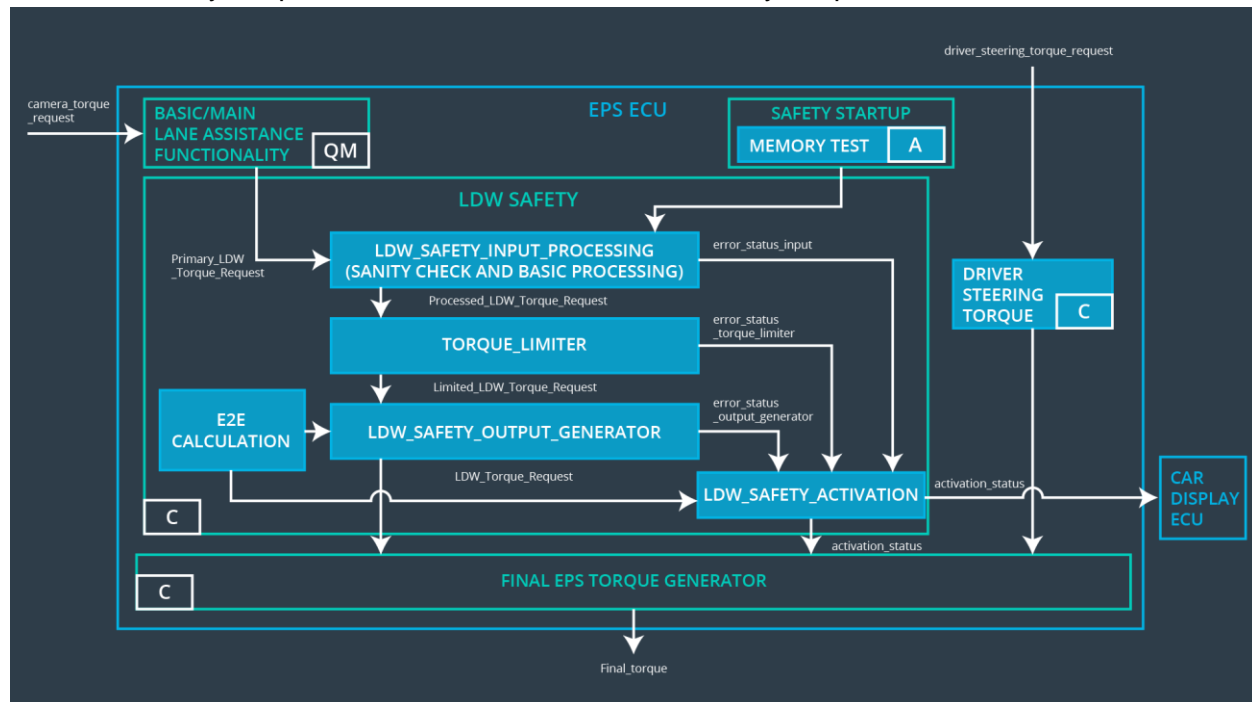 driver_steering_torque_request
camera_torque
_request
BASIC/MAIN
LANE ASSISTANCE
FUNCTIONALITY
QM
EPS ECU
SAFETY STARTUP
MEMORY TEST
A
LDW SAFETY
Primary_LDW
_Torque_Request
LDW_SAFETY_INPUT_PROCESSING
(SANITY CHECK AND BASIC PROCESSING)
error_status_input
DRIVER
STEERING
TORQUE
C
Processed_LDW_Torque_Request
TORQUE_LIMITER
error_status
_torque_limiter
Limited_LDW_Torque_Request
E2E
CALCULATION
LDW_SAFETY_OUTPUT_GENERATOR
error_status
_output_generator
LDW_Torque_Request
LDW_SAFETY_ACTIVATION
activation_status
CAR
DISPLAY
ECU
C
activation_status
FINAL EPS TORQUE GENERATOR
C
Final_torque